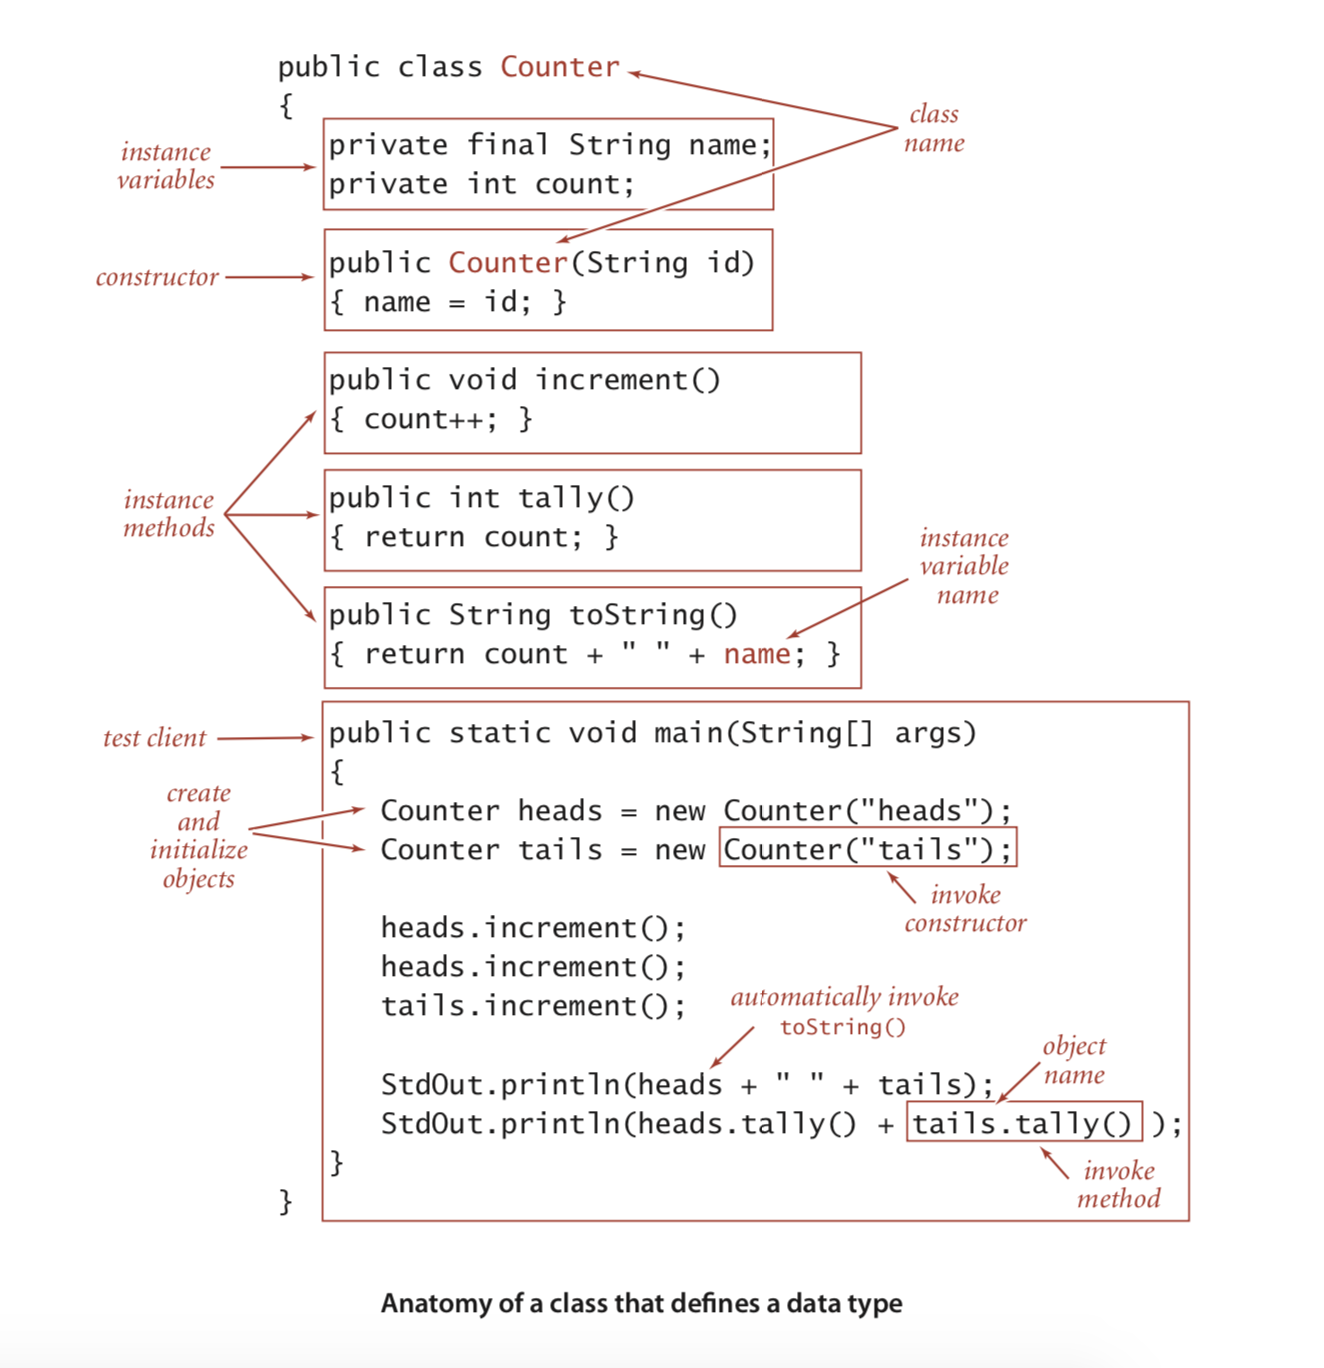 public class Counter
{
class
name
instance
variables
private final String name;
private int count;
constructor
public Counter(String id)
{ name = id; }
public void increment()
{ count++; }
instance
methods
public int tally()
{ return count; }
instance
variable
name
public String toString()
{ return count + " " + name; }
test client
public static void main(String[] args)
{
create
and
initialize
objects
Counter heads = new Counter("heads");
Counter tails = new Counter("tails");
invoke
constructor
heads.increment();
heads.increment();
tails.increment();
automatically invoke
toString()
object
name
StdOut.println(heads + " " + tails);
StdOut.println(heads.tally() + tails.tally() );
invoke
method
}
}
Anatomy of a class that defines a data type